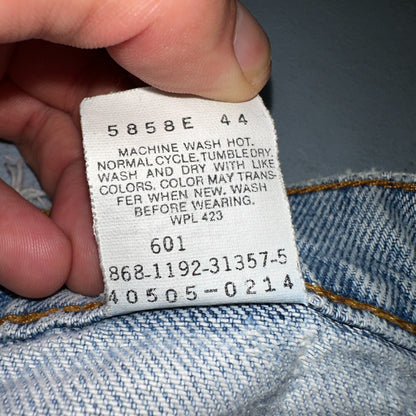 5858E 44
MACHINE WASH HOT.
NORMAL CYCLE. TUMBLE DRY.
WASH AND DRY WITH LIKE
COLORS. COLOR MAY TRANS-
FER WHEN NEW. WASH
BEFORE WEARING.
WPL 423
601
868-1192-31357-5
40505-0214